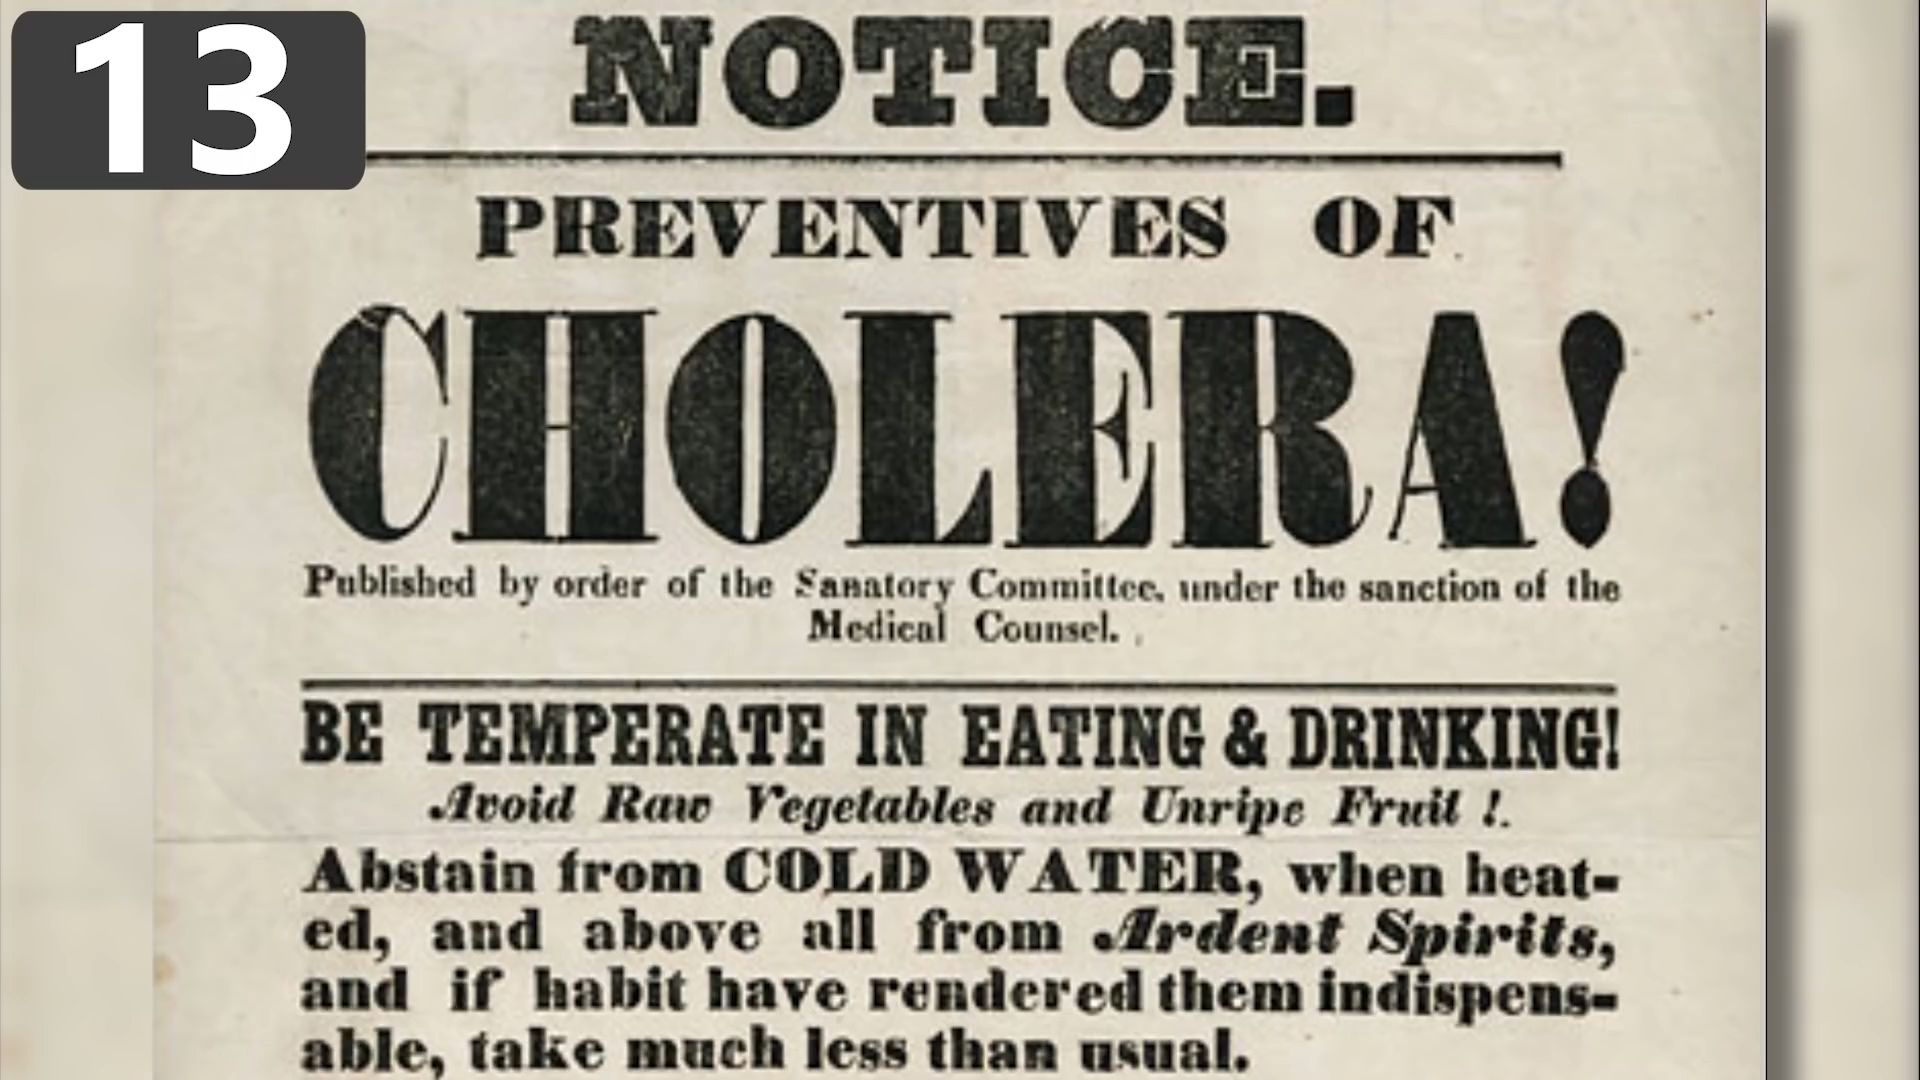 13
NOTICE.
PREVENTIVES OF
CHOLERA!
Published by order of the Sanatory Committee, under the sanction of the
Medical Counsel.
BE TEMPERATE IN EATING & DRINKING!
Avoid Raw Vegetables and Unripe Fruit !.
Abstain from COLD WATER, when heat-
ed, and above all from Ardent Spirits,
and if habit have rendered them indispens-
able, take much less than usual.